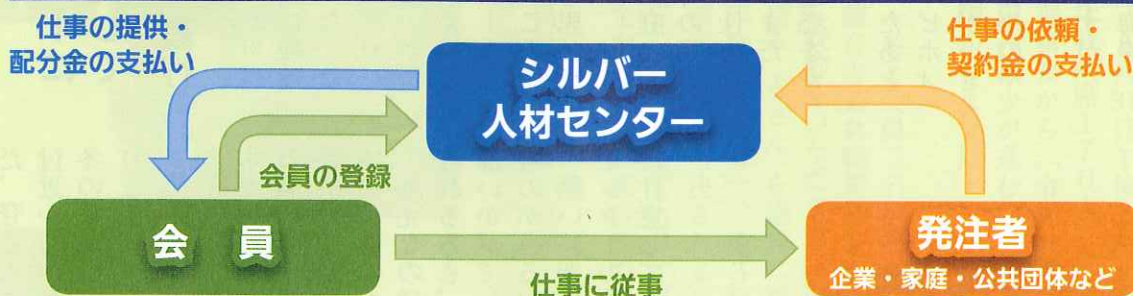 仕事の提供・
配分金の支払い
シルバー
人材センター
仕事の依頼・
契約金の支払い
会員の登録
会 員
仕事に従事
発注者
企業・家庭・公共団体など